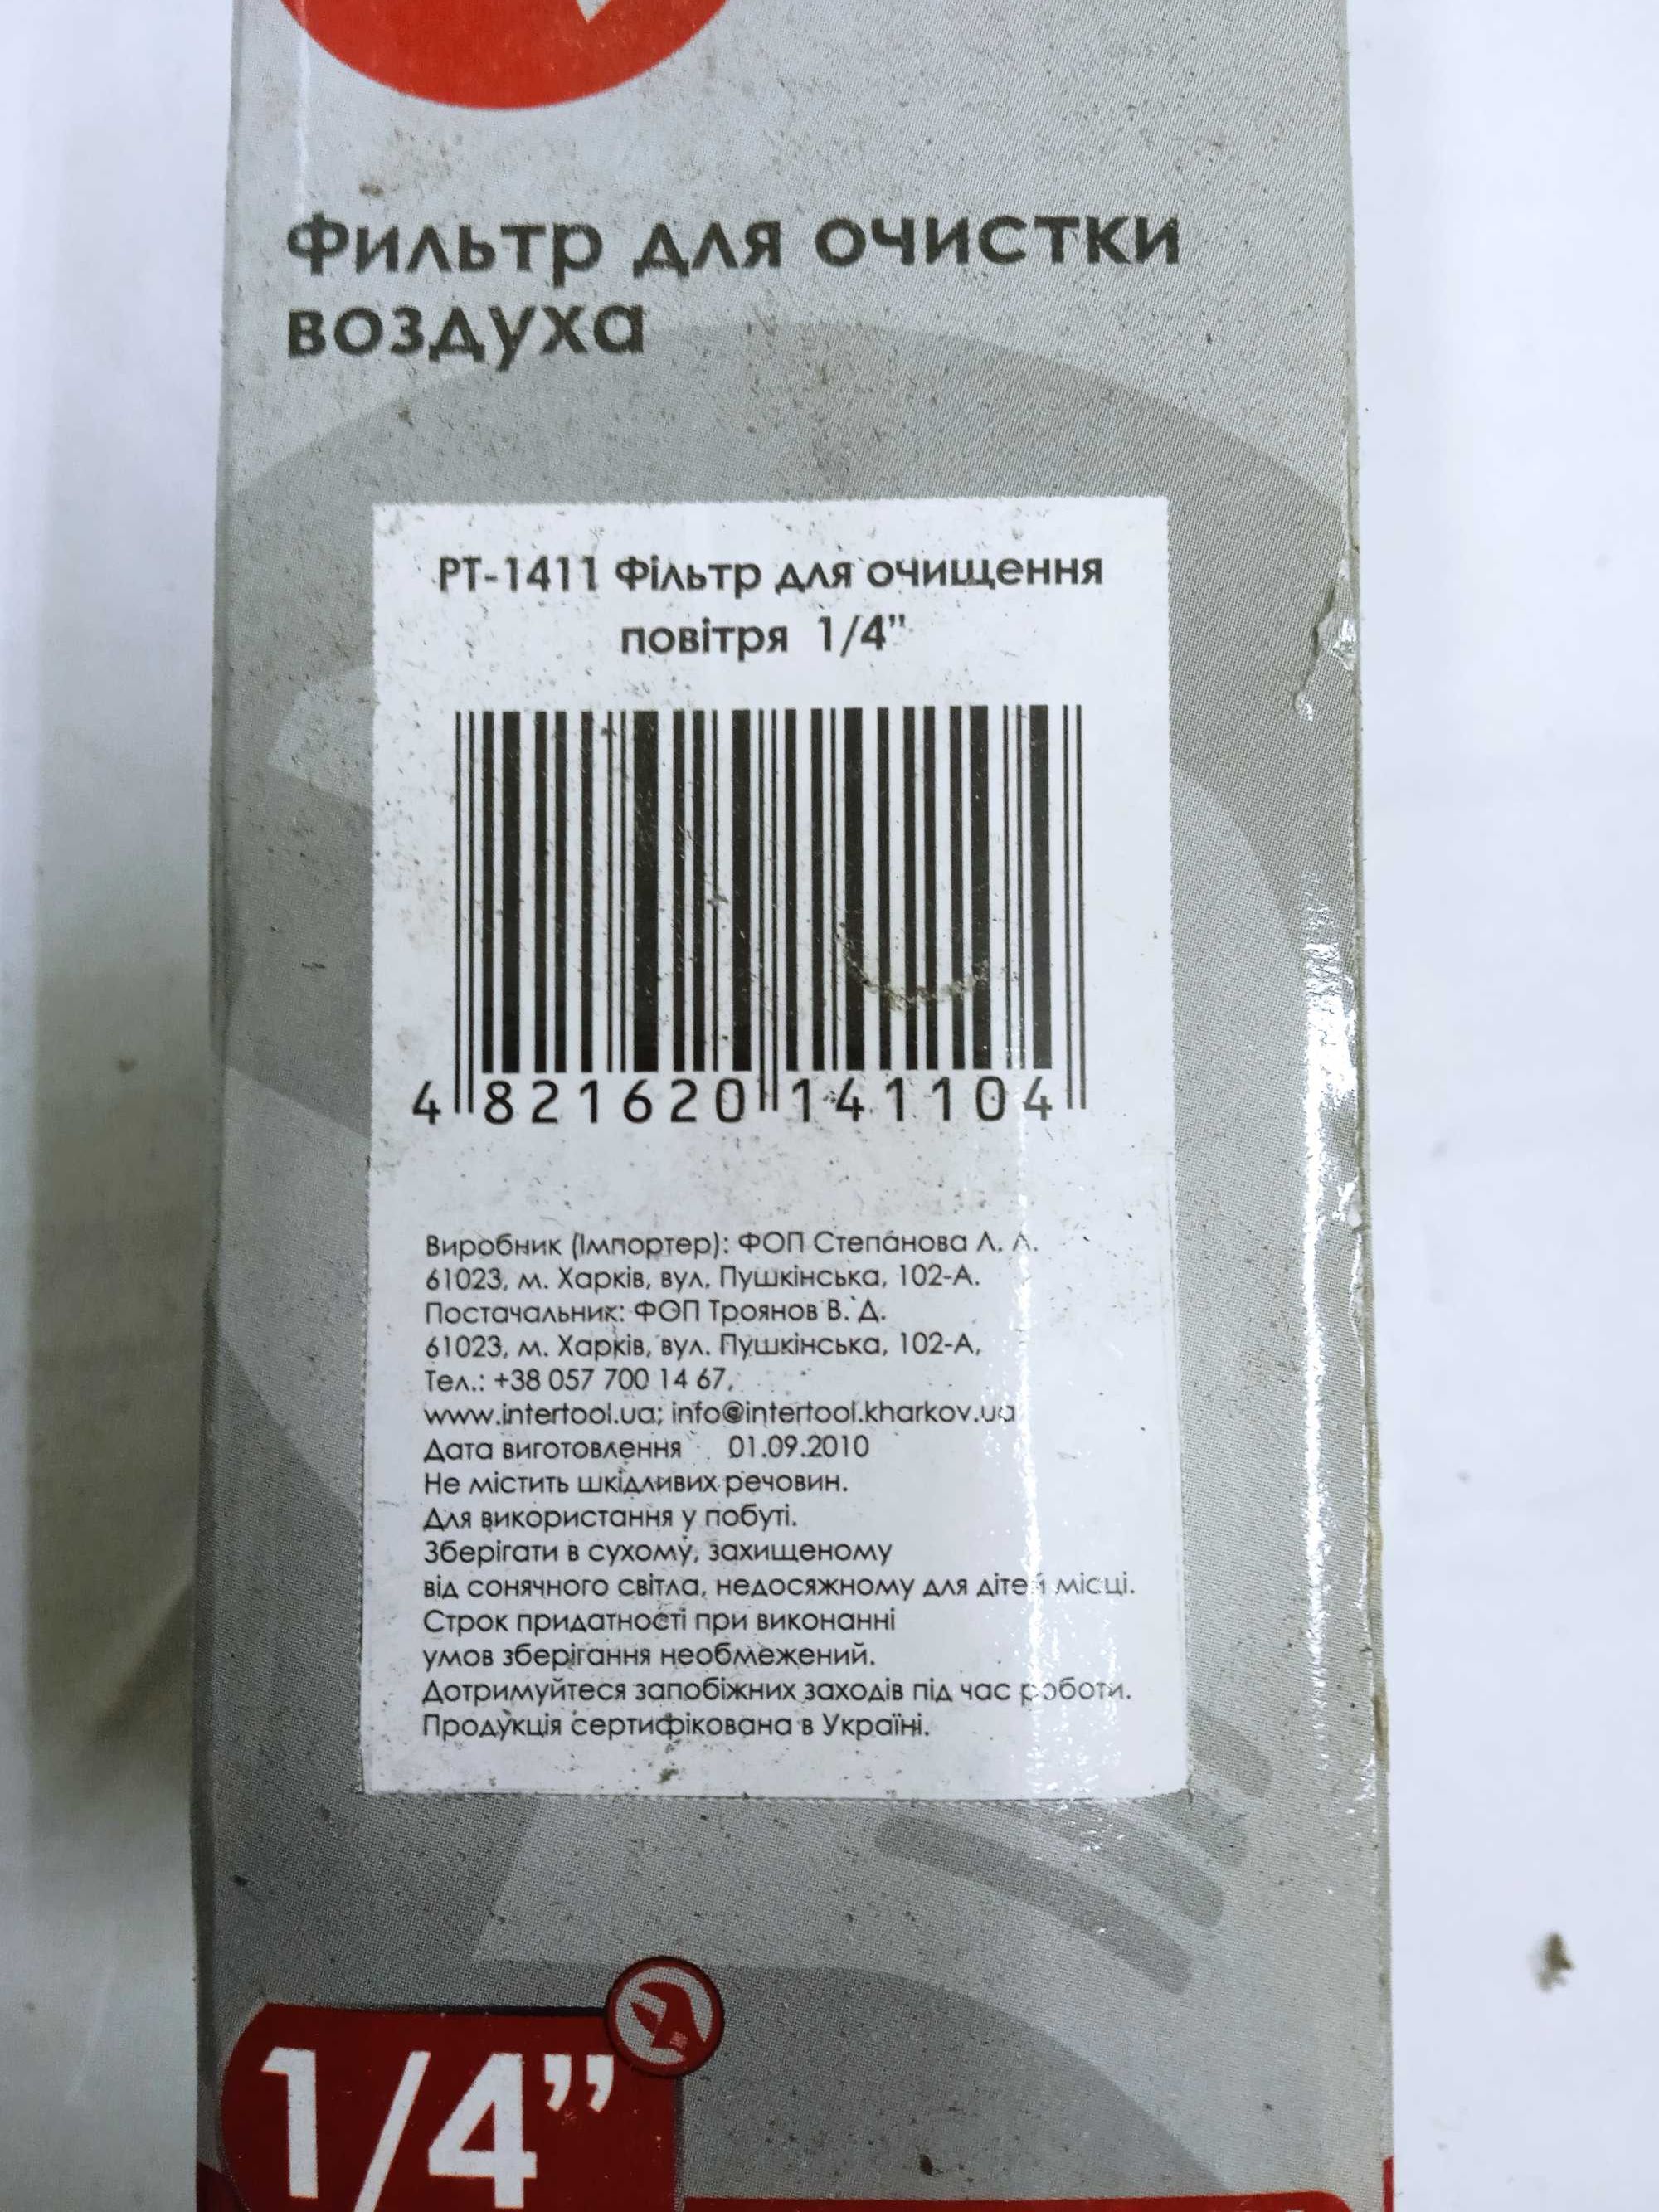 Фильтр для очистки
воздуха
PT-1411 Фільтр для очищення
повітря 1/4"
4 821620 141104
Виробник (Імпортер): ФОП Степанова Л. Л.
61023, м. Харків, вул. Пушкінська, 102-А.
Постачальник: ФОП Троянов В. Д.
61023, м. Харків, вул. Пушкінська, 102-А,
Тел.: +38 057 700 14 67,
www.intertool.ua; info@intertool.kharkov.ua
Дата виготовлення 01.09.2010
Не містить шкідливих речовин.
Для використання у побуті.
Зберігати в сухому, захищеному
від сонячного світла, недосяжному для дітей місці.
Строк придатності при виконанні
умов зберігання необмежений.
Дотримуйтеся запобіжних заходів під час роботи.
Продукція сертифікована в Україні.
1/4”